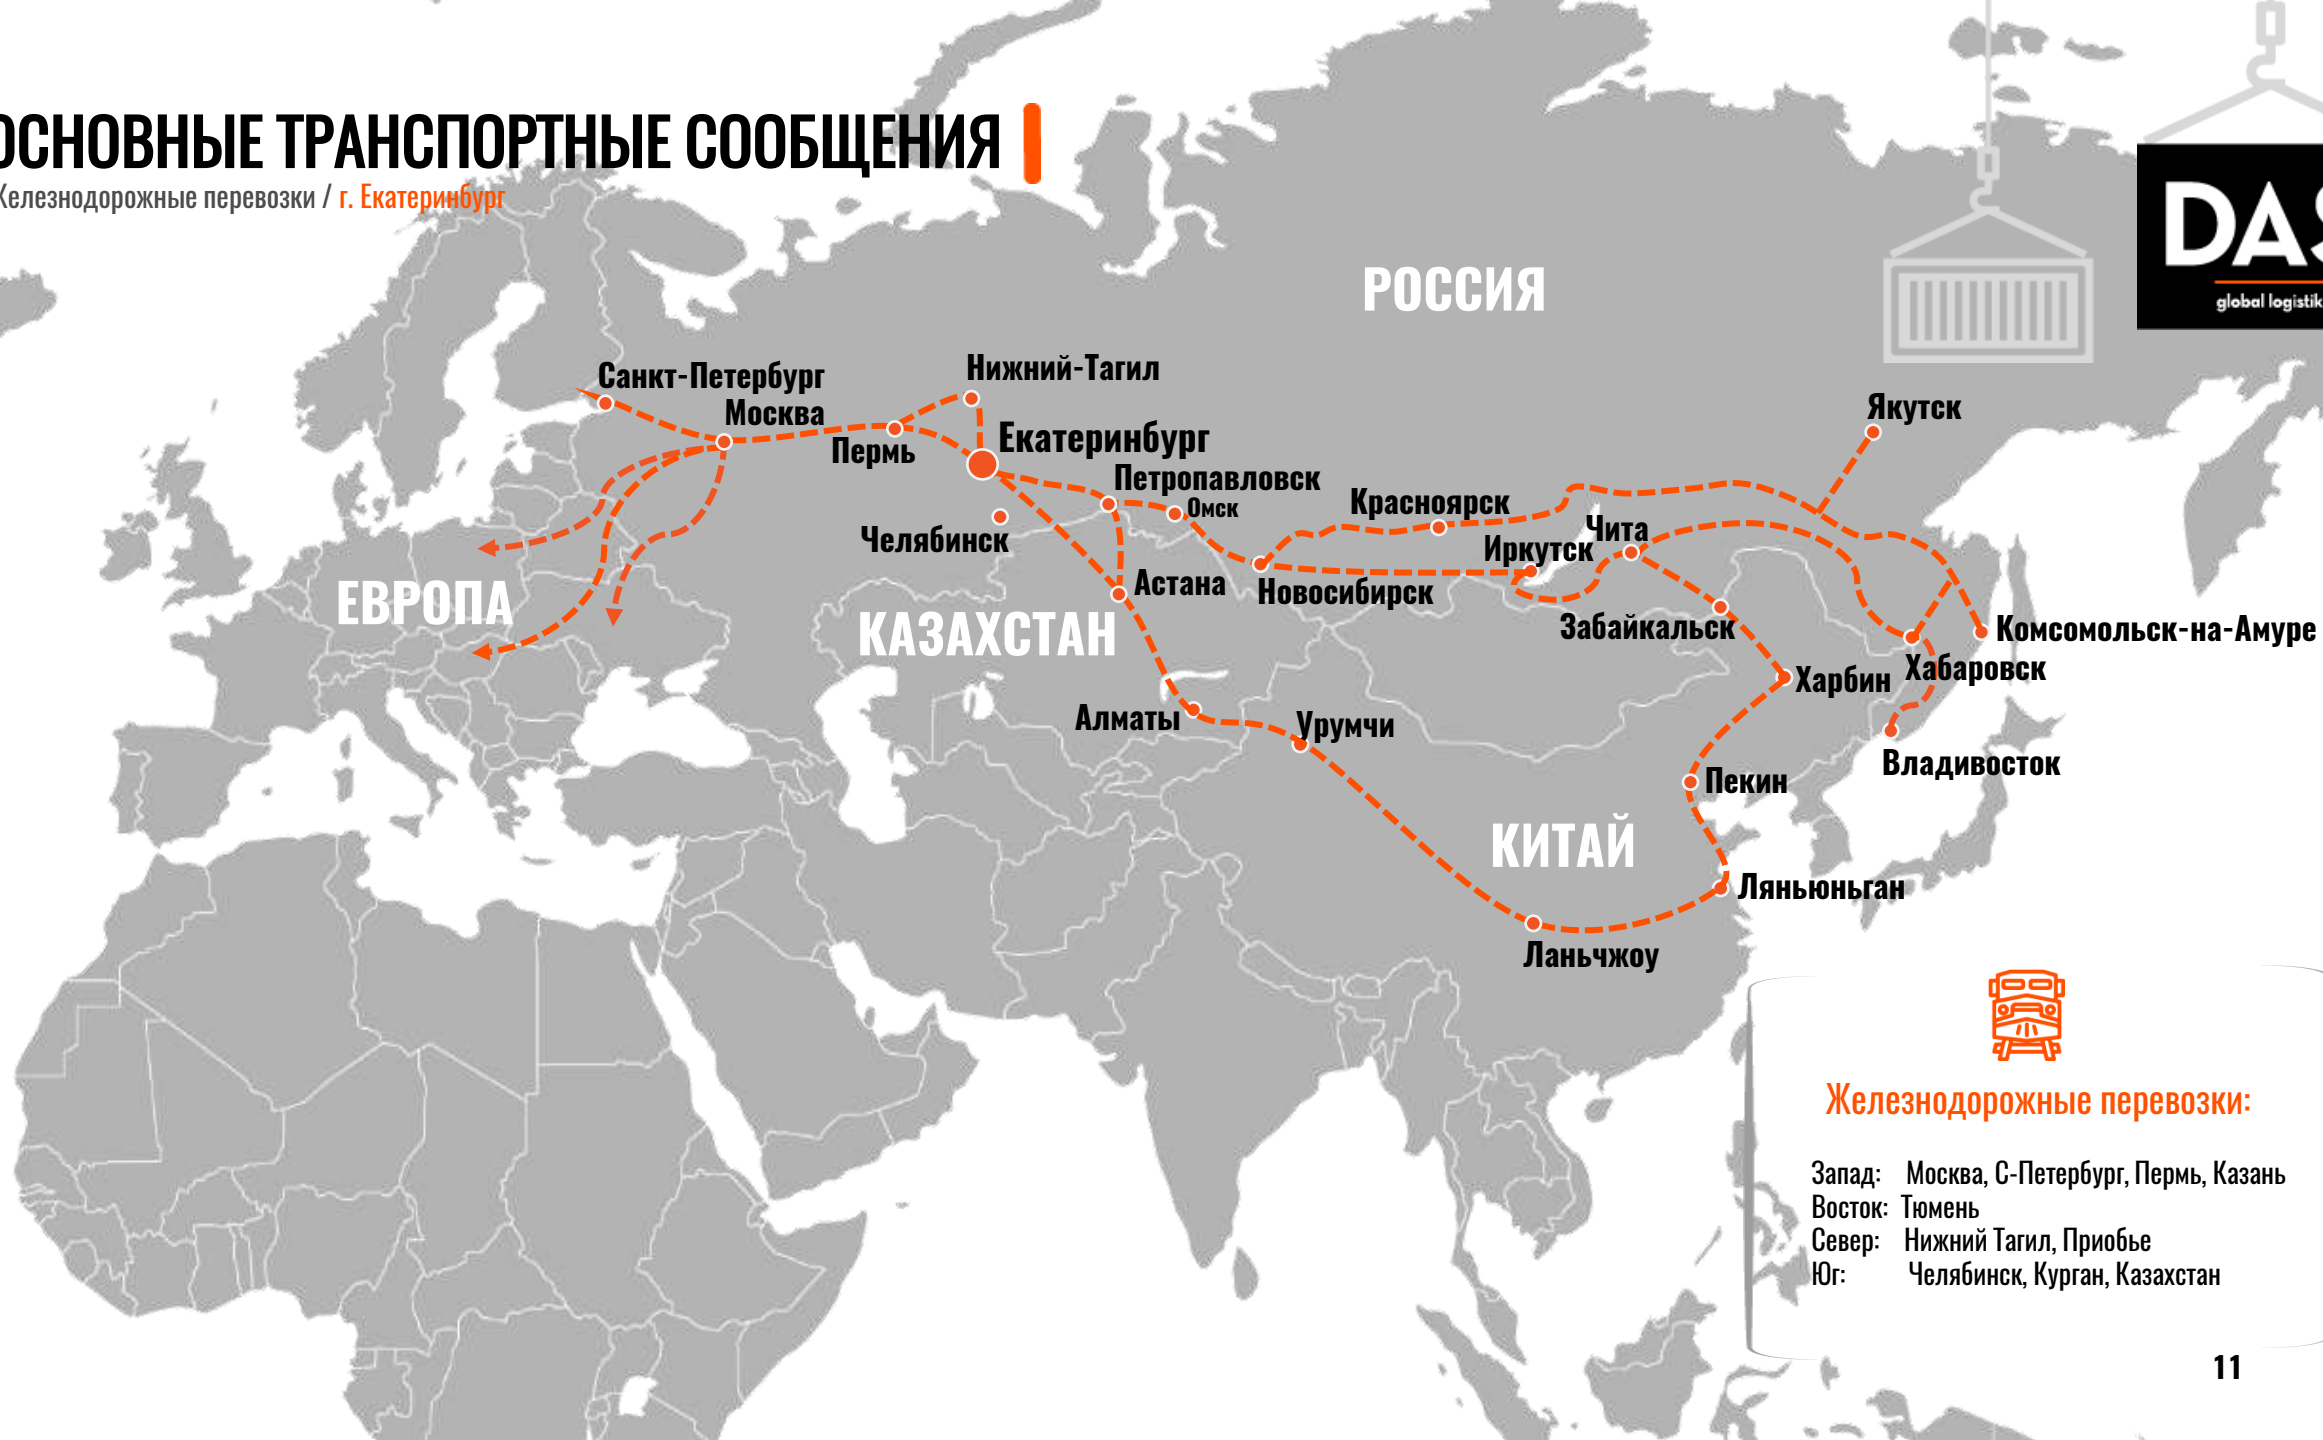 ОСНОВНЫЕ ТРАНСПОРТНЫЕ СООБЩЕНИЯ
Железнодорожные перевозки / г. Екатеринбург
DAS
global logistik
РОССИЯ
Санкт-Петербург
Нижний-Тагил
Москва
Якутск
Пермь
Екатеринбург
Петропавловск
Омск
Красноярск
Челябинск
Чита
Иркутск
Астана
Новосибирск
ЕВРОПА
КАЗАХСТАН
Забайкальск
Комсомольск-на-Амуре
Хабаровск
Харбин
Алматы
Урумчи
Владивосток
Пекин
КИТАЙ
Ляньюньган
Ланьчжоу
Железнодорожные перевозки:
Запад: Москва, С-Петербург, Пермь, Казань
Восток: Тюмень
Север: Нижний Тагил, Приобье
Юг: Челябинск, Курган, Казахстан
11